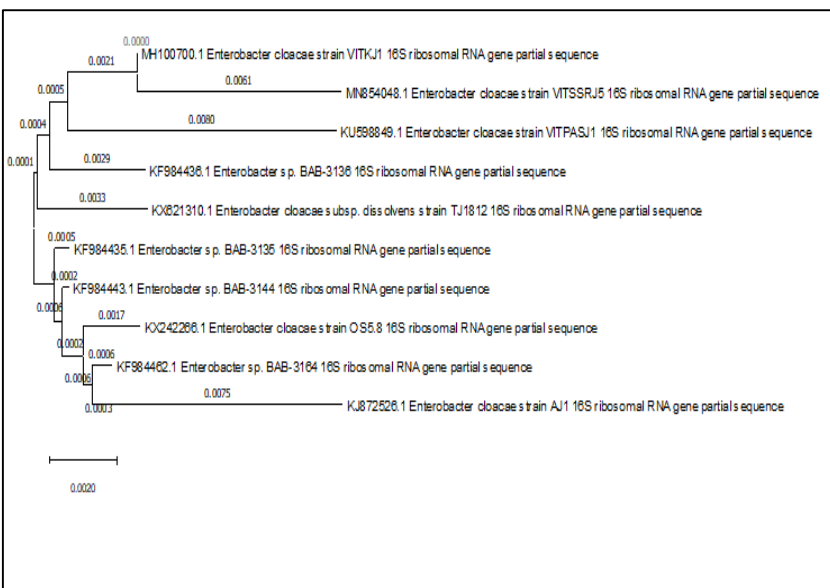 0.0000
MH100700.1 Enterobacter cloacae strain VITKJ1 16S ribosomal RNA gene partial sequence
0.0021
0.0061
0.0005
MN854048.1 Enterobacter cloacae strain VITSSRJ5 16S ribosomal RNA gene partial sequence
0.0080
0.0004
KU598849.1 Enterobacter cloacae strain VITPASJ1 16S ribosomal RNA gene partial sequence
0.0001
0.0029
KF984436.1 Enterobacter sp. BAB-3136 16S ribosomal RNA gene partial sequence
0.0033
KX621310.1 Enterobacter cloacae subsp. dissolvens strain TJ1812 16S ribosomal RNA gene partial sequence
0.0005
KF984435.1 Enterobacter sp. BAB-3135 16S ribosomal RNA gene partial sequence
0.0002
KF984443.1 Enterobacter sp. BAB-3144 16S ribosomal RNA gene partial sequence
0.0006
0.0017
KX242266.1 Enterobacter cloacae strain OS5.8 16S ribosomal RNA gene partial sequence
0.0002
0.0006
KF984462.1 Enterobacter sp. BAB-3164 16S ribosomal RNA gene partial sequence
0.0006
0.0075
0.0003
KJ872526.1 Enterobacter cloacae strain AJ1 16S ribosomal RNA gene partial sequence
0.0020